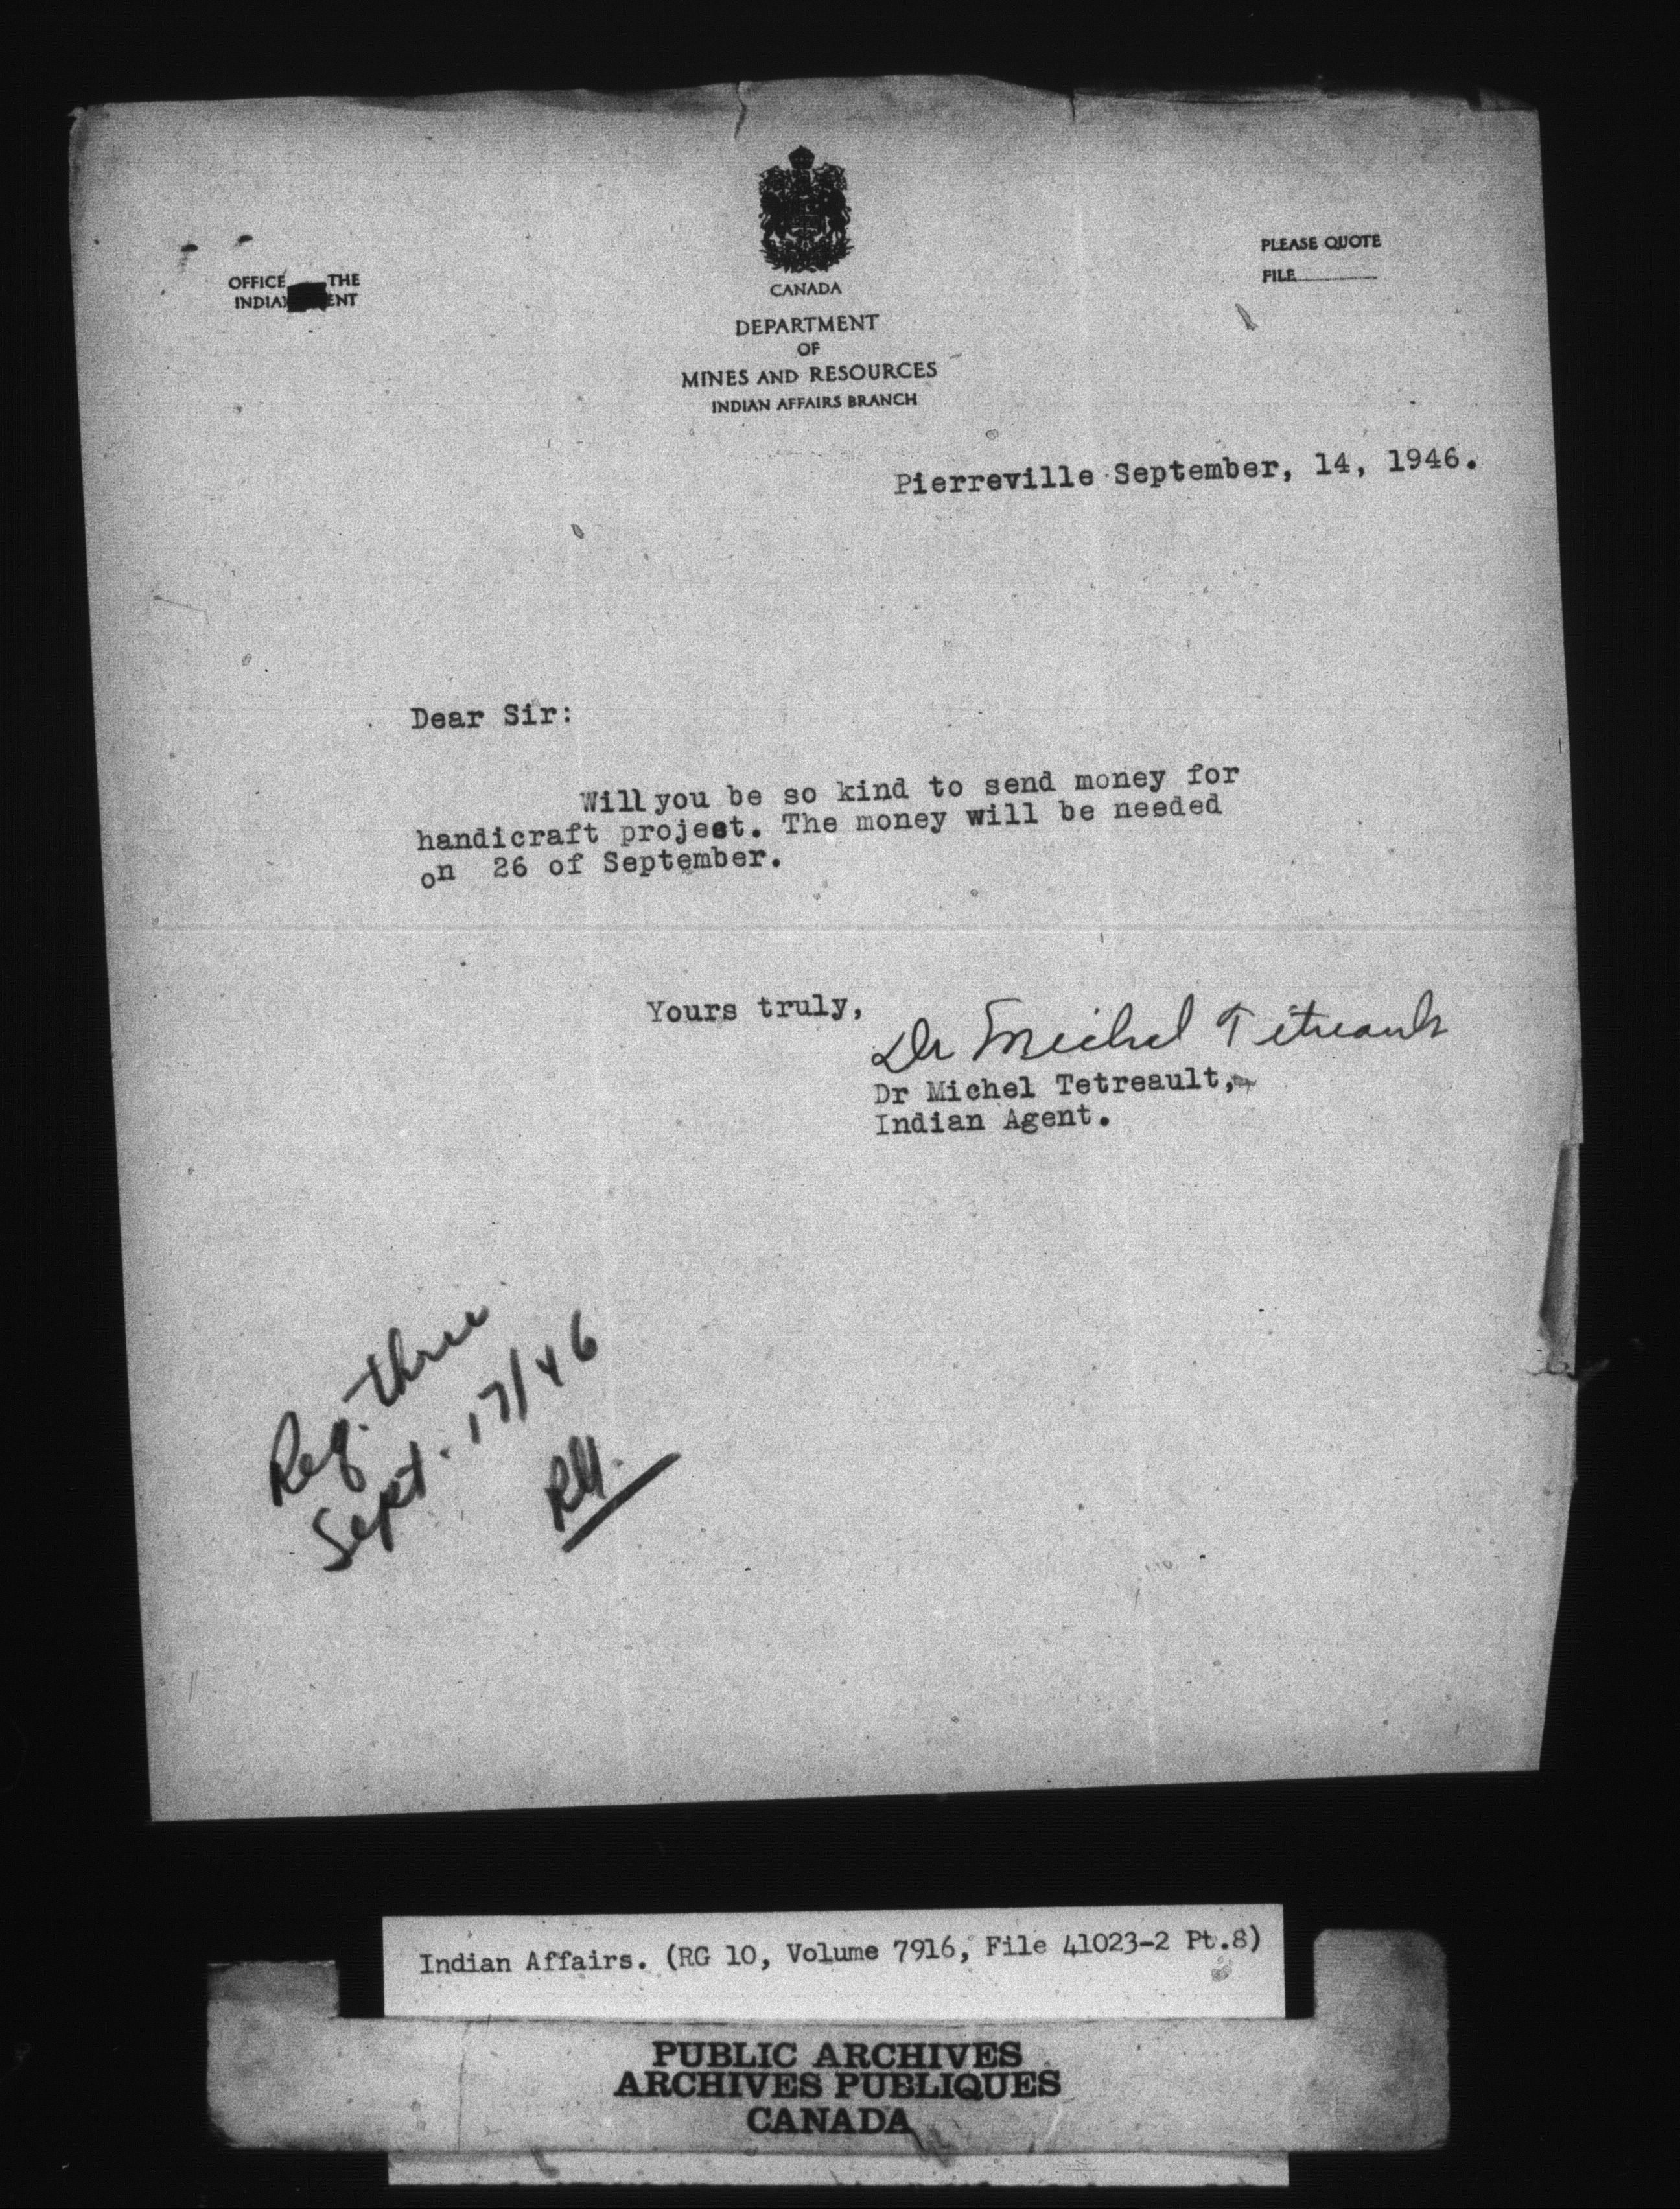 OFFICE THE
INDIAN ENT
CANADA
DEPARTMENT
OF
MINES AND RESOURCES
INDIAN AFFAIRS BRANCH
PLEASE QUOTE
FILE
Pierreville September, 14, 1946.
Dear Sir:
Will you be so kind to send money for
handicraft project. The money will be needed
on 26 of September.
Yours truly,
Dr Michel Tetreault
Dr Michel Tetreault,
Indian Agent.
Req. thru
Sept. 17/46
Indian Affairs. (RG 10, Volume 7916, File 41023-2 Pt.8)
PUBLIC ARCHIVES
ARCHIVES PUBLIQUES
CANADA